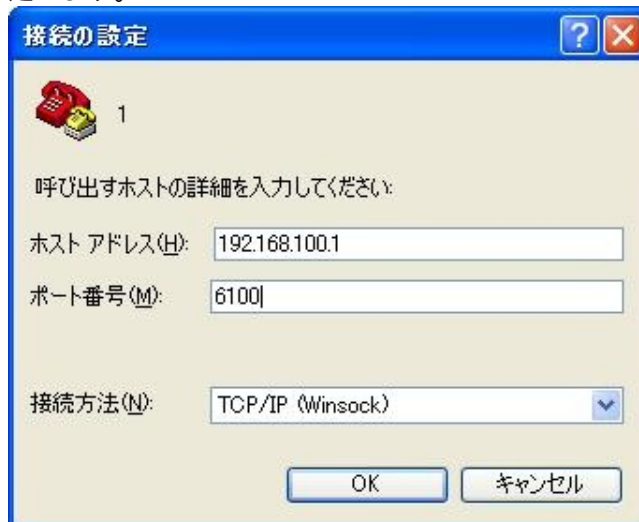 接続の設定
1
呼び出すホストの詳細を入力してください:
ホスト アドレス(H): 192.168.100.1
ポート番号(M): 6100
接続方法(N): TCP/IP (Winsock)
OK キャンセル